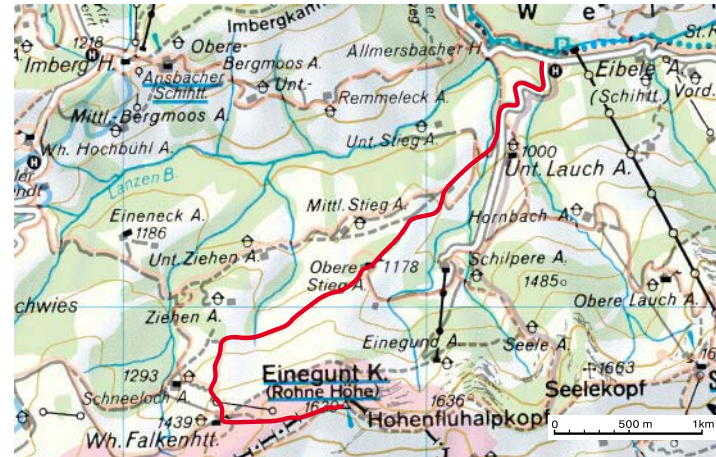 Imbergkam
W e l
St. R
1218
Obere-
Bergmoos A.
Allmersbacher H.
P
Imberg H.
H
Ansbacher
Schihtt.
Unt.-
H
Eibele A.
(Schihtt.)
Vord.
Remmeleck A.
Mittl.-Bergmoos A.
Unt. Stieg A.
1000
Wh. Hochbühl A.
H
Unt. Lauch A.
Lanzen B.
Mittl. Stieg A.
Eineneck A.
1186
Hornbach A.
Unt. Ziehen A.
Obere
Stieg A.
1178
Schilpere A.
1485
Obere Lauch A.
chwies
Ziehen A.
Einegund A.
Seele A.
1293
Einegunt K.
(Rohne Höhe)
1663
Seelekopf
Schneeloch A.
1639
1636
1439
Hohenfluhalpkopf
Wh. Falkenhtt.
0 500 m 1km